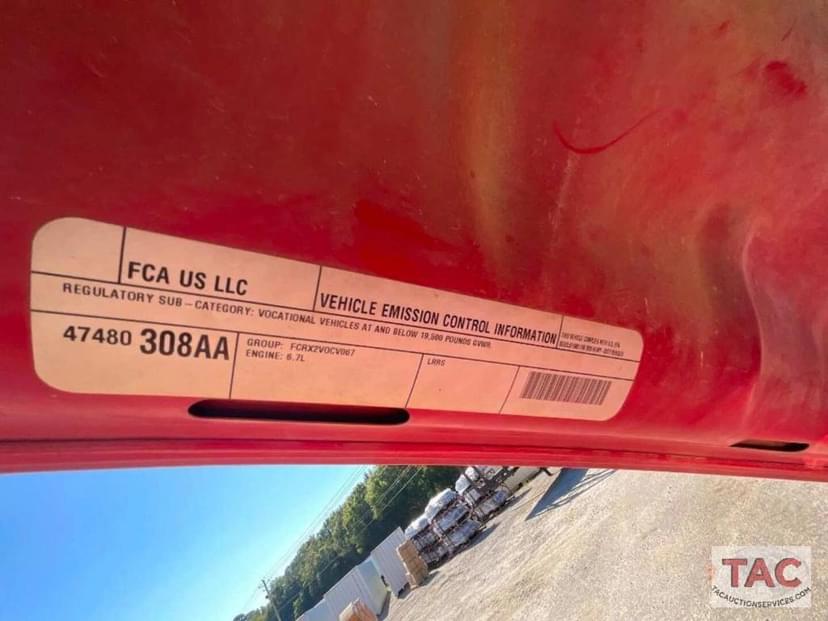 FCA US LLC
VEHICLE EMISSION CONTROL INFORMATION
REGULATORY SUB-CATEGORY: VOCATIONAL VEHICLES AT AND BELOW 19,500 POUNDS GVWR.
47480 308AA
GROUP: FCRX2VOCV007
ENGINE: 6.7L
LRRS
TAC
TACAUCTIONSERVICES.COM